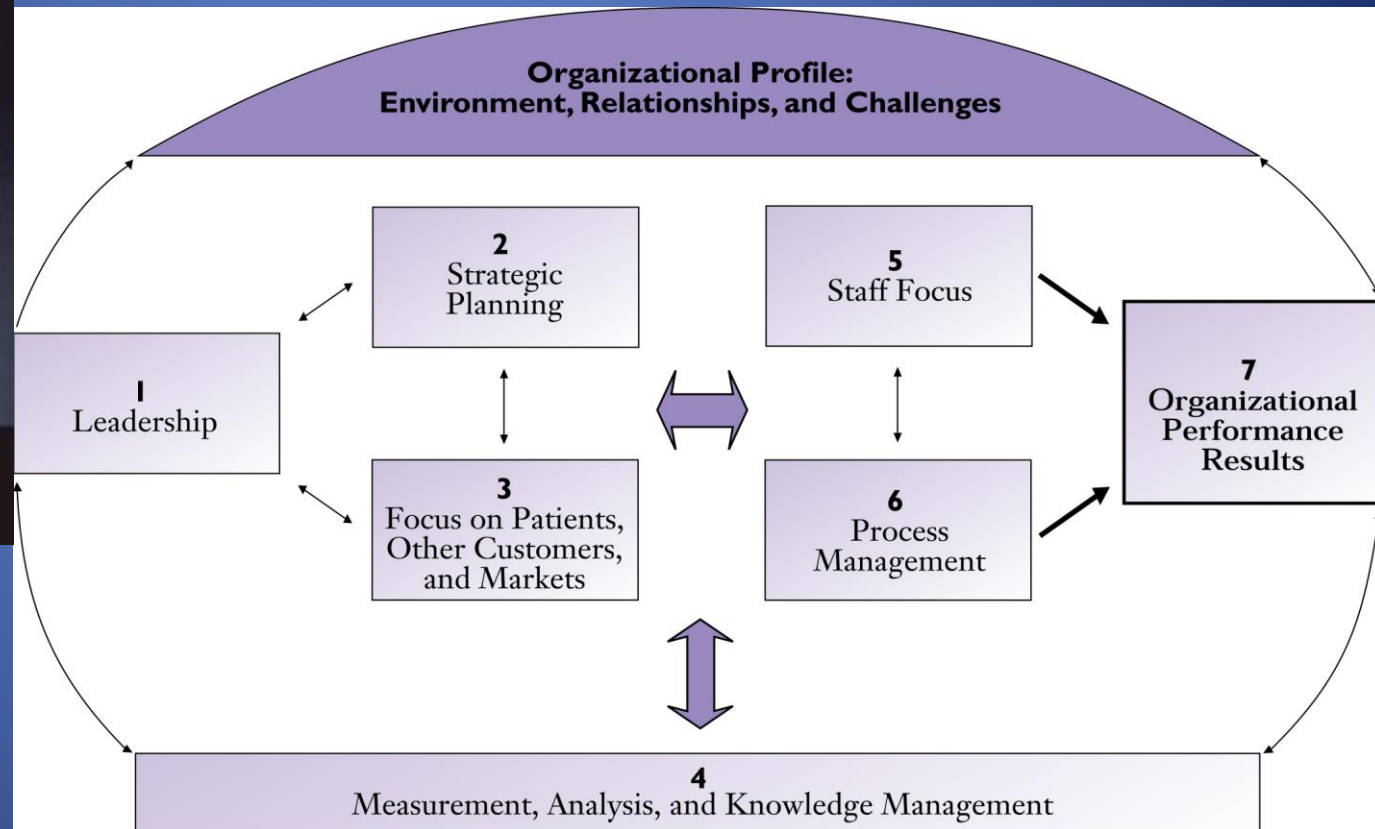 Organizational Profile:
Environment, Relationships, and Challenges
2
Strategic
Planning
5
Staff Focus
1
Leadership
7
Organizational
Performance
Results
3
Focus on Patients,
Other Customers,
and Markets
6
Process
Management
4
Measurement, Analysis, and Knowledge Management